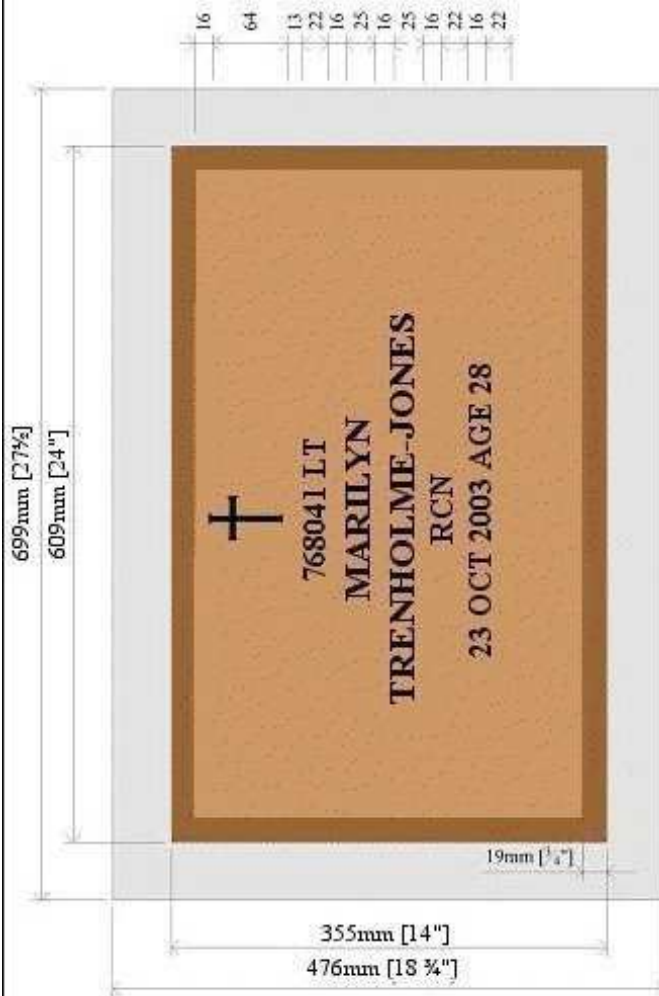 16 64 13 22 16 25 16 25 16 22 16 22
699mm [27½]
609mm [24"]
768041 LT
MARILYN
TRENHOLME-JONES
RCN
23 OCT 2003 AGE 28
19mm [¾"]
355mm [14"]
476mm [18 ¾"]